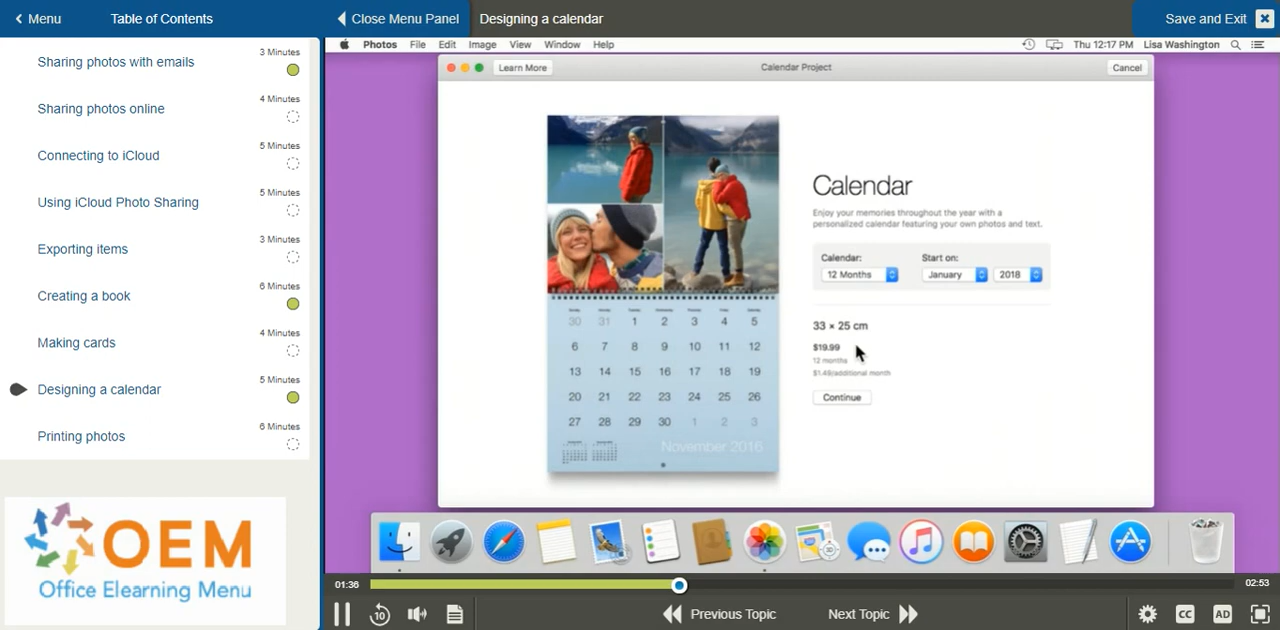 Menu
Table of Contents
Close Menu Panel
Designing a calendar
Save and Exit
Sharing photos with emails
3 Minutes
Sharing photos online
4 Minutes
Connecting to iCloud
5 Minutes
Using iCloud Photo Sharing
5 Minutes
Exporting items
3 Minutes
Creating a book
6 Minutes
Making cards
4 Minutes
Designing a calendar
5 Minutes
Printing photos
6 Minutes
OEM
Office Elearning Menu
Photos File Edit Image View Window Help
Thu 12:17 PM Lisa Washington
Learn More
Calendar Project
Cancel
30 31 1 2 3 4 5
6 7 8 9 10 11 12
13 14 15 16 17 18 19
20 21 22 23 24 25 26
27 28 29 30 1 2 3
November 2016
Calendar
Enjoy your memories throughout the year with a
personalized calendar featuring your own photos and text.
Calendar: Start on:
12 Months January 2018
33 × 25 cm
$19.99
12 months
$1.49/additional month
Continue
01:36
02:53
10
Previous Topic
Next Topic
CC
AD